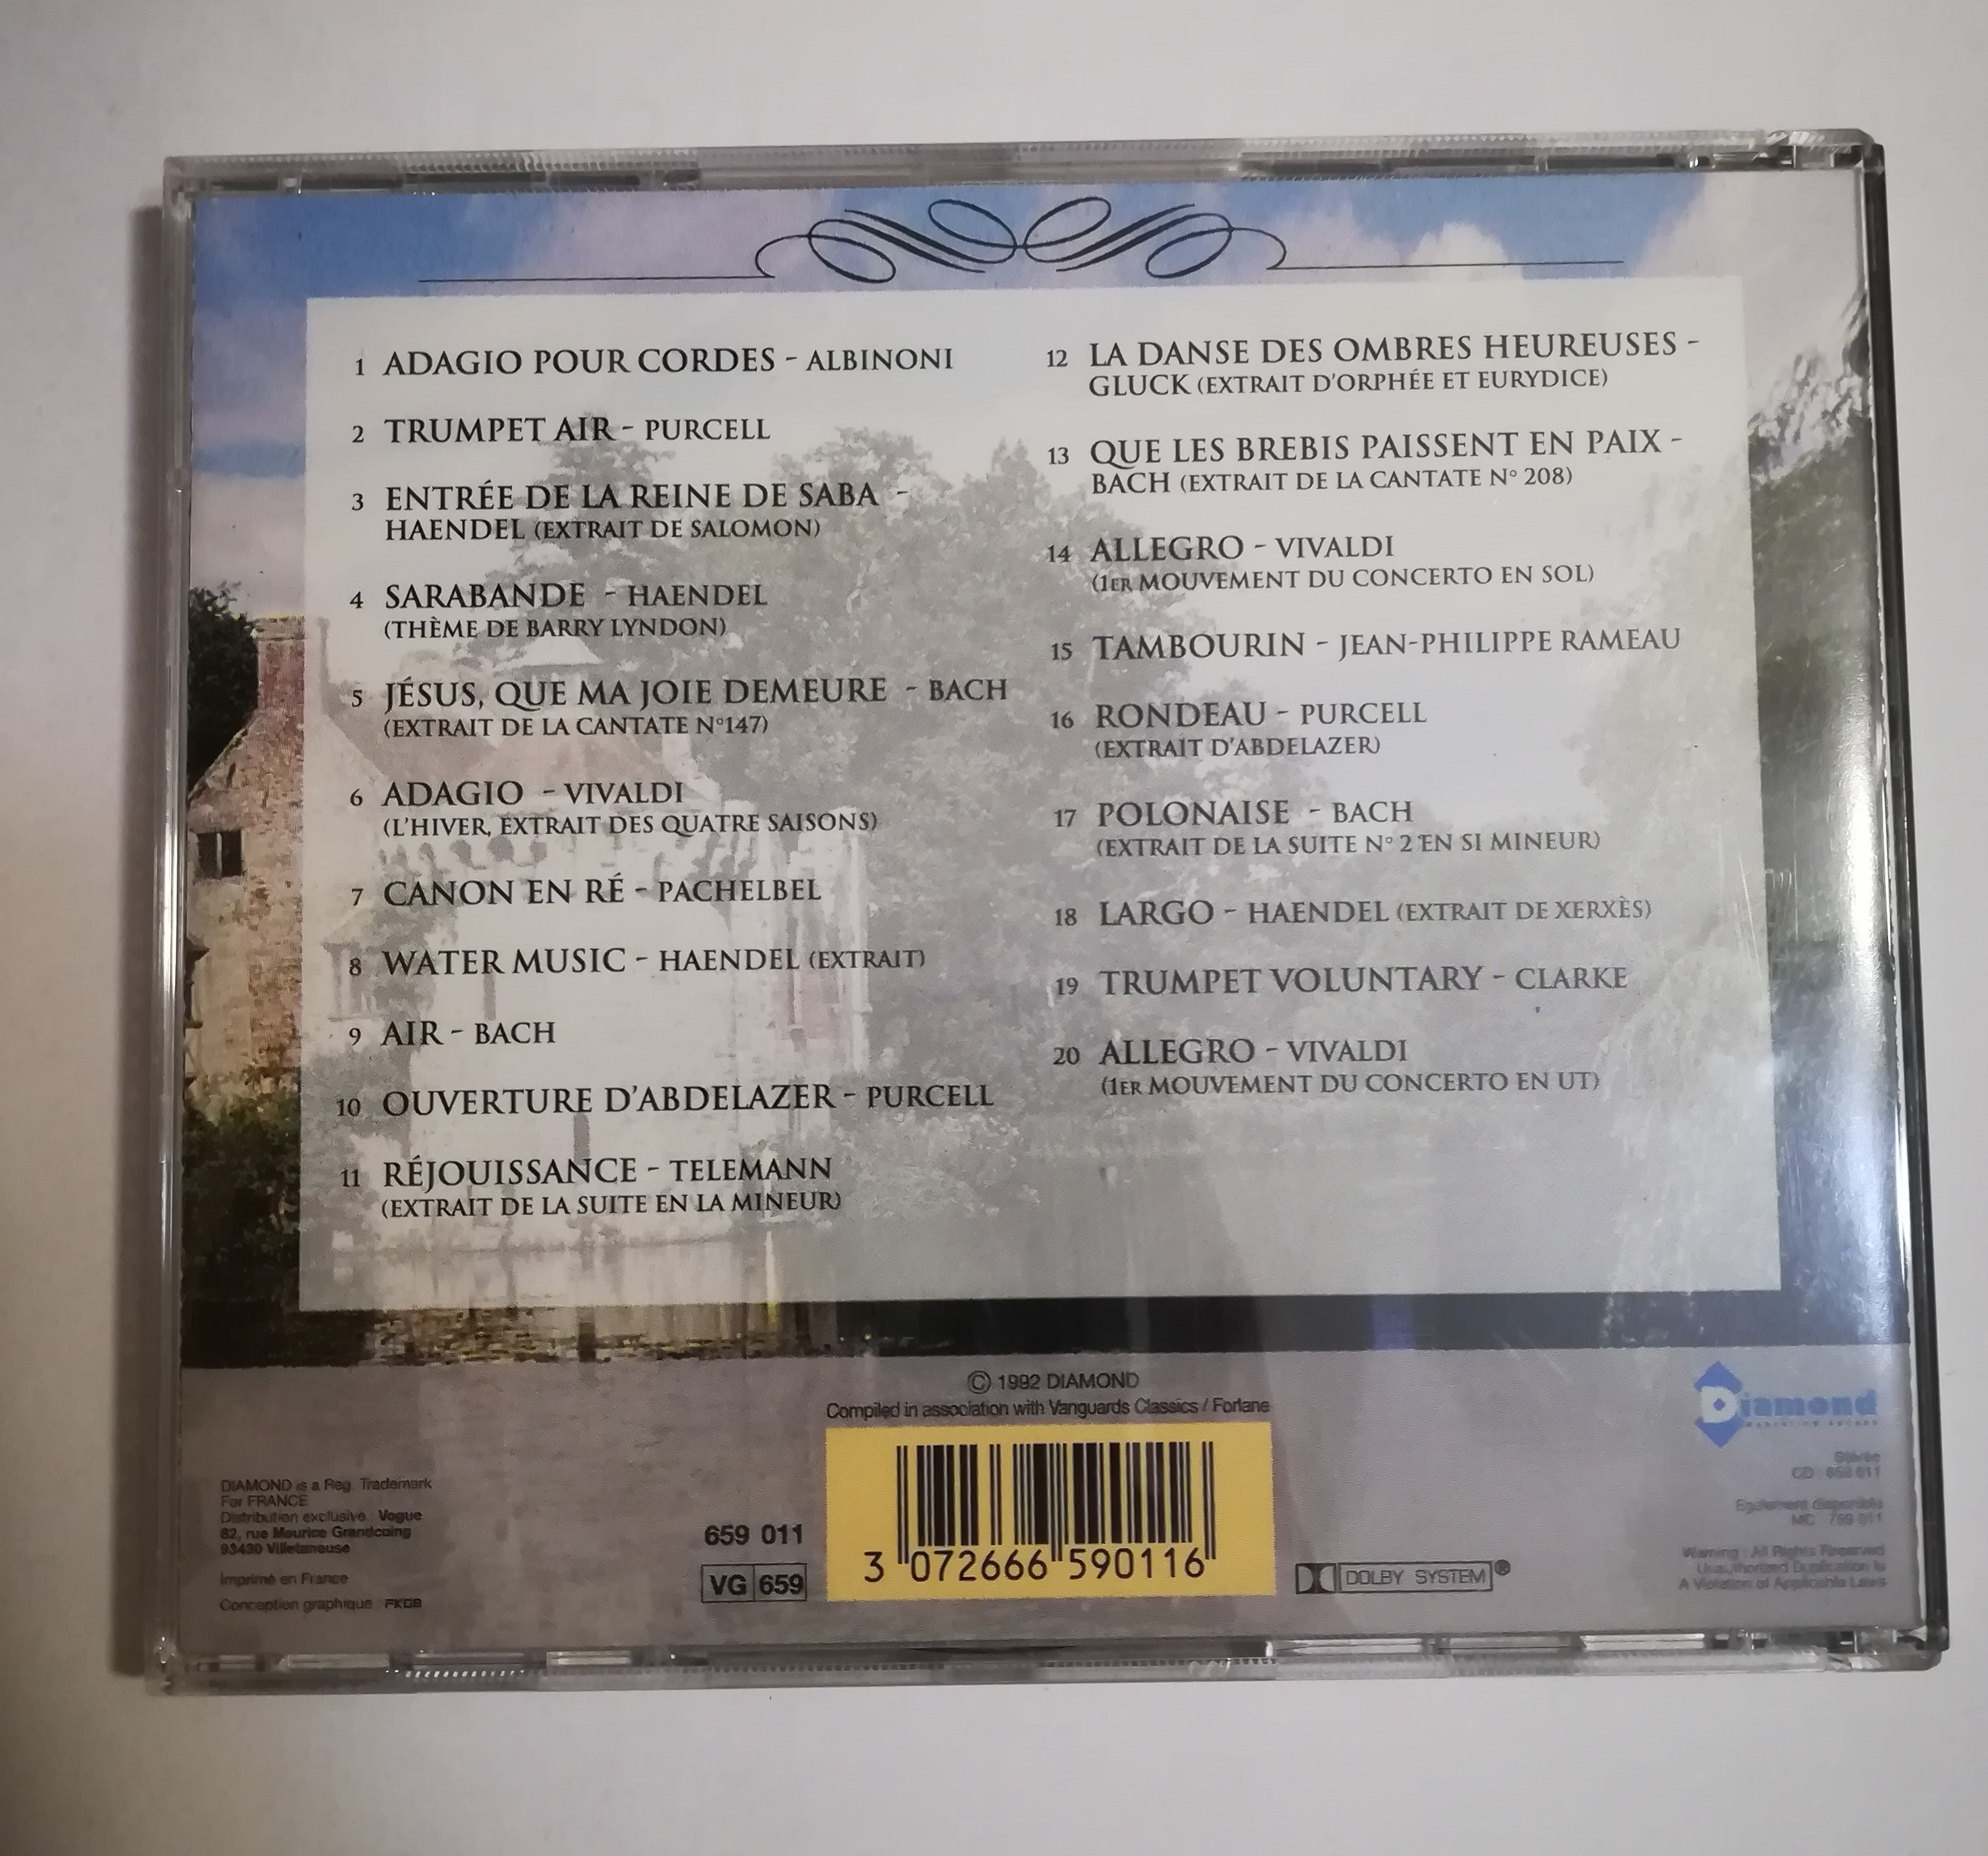 1 ADAGIO POUR CORDES - ALBINONI
2 TRUMPET AIR - PURCELL
3 ENTRÉE DE LA REINE DE SABA -
HAENDEL (EXTRAIT DE SALOMON)
4 SARABANDE - HAENDEL
(THÈME DE BARRY LYNDON)
5 JÉSUS, QUE MA JOIE DEMEURE - BACH
(EXTRAIT DE LA CANTATE N°147)
6 ADAGIO - VIVALDI
(L'HIVER, EXTRAIT DES QUATRE SAISONS)
7 CANON EN RÉ - PACHELBEL
8 WATER MUSIC - HAENDEL (EXTRAIT)
9 AIR - BACH
10 OUVERTURE D'ABDELAZER - PURCELL
11 RÉJOUISSANCE - TELEMANN
(EXTRAIT DE LA SUITE EN LA MINEUR)
12 LA DANSE DES OMBRES HEUREUSES -
GLUCK (EXTRAIT D'ORPHÉE ET EURYDICE)
13 QUE LES BREBIS PAISSENT EN PAIX -
BACH (EXTRAIT DE LA CANTATE N° 208)
14 ALLEGRO - VIVALDI
(1ER MOUVEMENT DU CONCERTO EN SOL)
15 TAMBOURIN - JEAN-PHILIPPE RAMEAU
16 RONDEAU - PURCELL
(EXTRAIT D'ABDELAZER)
17 POLONAISE - BACH
(EXTRAIT DE LA SUITE N° 2 EN SI MINEUR)
18 LARGO - HAENDEL (EXTRAIT DE XERXÈS)
19 TRUMPET VOLUNTARY - CLARKE
20 ALLEGRO - VIVALDI
(1ER MOUVEMENT DU CONCERTO EN UT)
© 1992 DIAMOND
Compiled in association with Vanguards Classics / Forlane
DIAMOND is a Reg. Trademark
For FRANCE
Distribution exclusive : Vogue
82, rue Maurice Grandcoing
93430 Villetaneuse
Imprimé en France
Conception graphique : FKGB
659 011
VG 659
3 072666 590116
DOLBY SYSTEM®
Diamond
Stéréo
CD : 659 011
Egalement disponible
MC : 759 011
Warning : All Rights Reserved
Unauthorized Duplication Is
A Violation of Applicable Laws